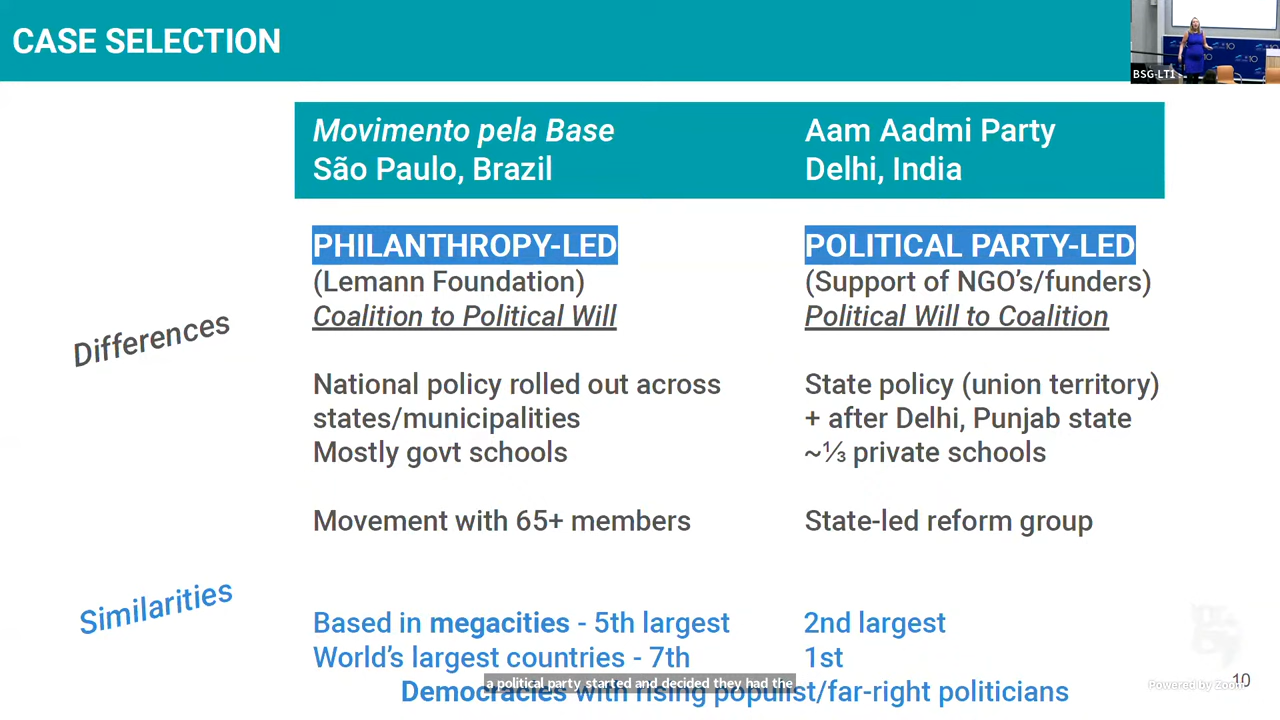 CASE SELECTION
BSG-LT1
Movimento pela Base
São Paulo, Brazil
Aam Aadmi Party
Delhi, India
Differences
PHILANTHROPY-LED
(Lemann Foundation)
Coalition to Political Will
National policy rolled out across
states/municipalities
Mostly govt schools
Movement with 65+ members
POLITICAL PARTY-LED
(Support of NGO's/funders)
Political Will to Coalition
State policy (union territory)
+ after Delhi, Punjab state
~⅓ private schools
State-led reform group
Similarities
Based in megacities - 5th largest
2nd largest
World's largest countries - 7th
1st
Democracies with rising populist/far-right politicians
a political party started and decided they had the
Powered by Zoom
10